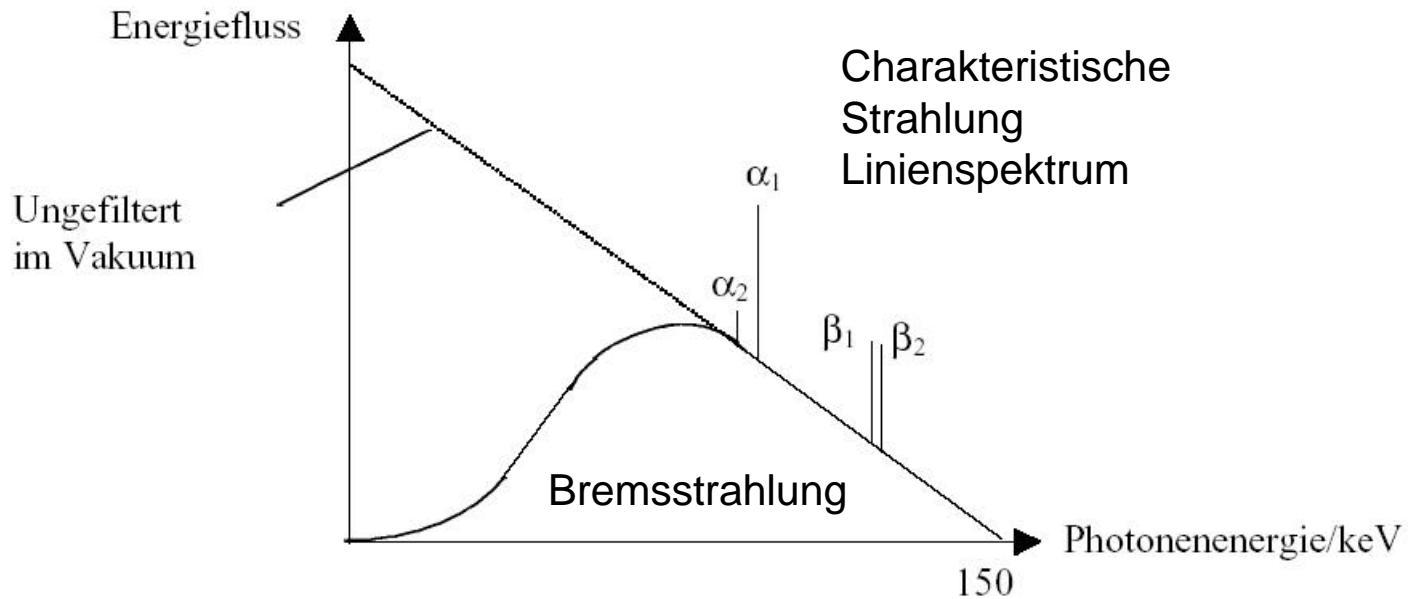 Energiefluss
Charakteristische
Strahlung
Linienspektrum
α₁
Ungefiltert
im Vakuum
α₂
β₁
β₂
Bremsstrahlung
Photonenenergie/keV
150